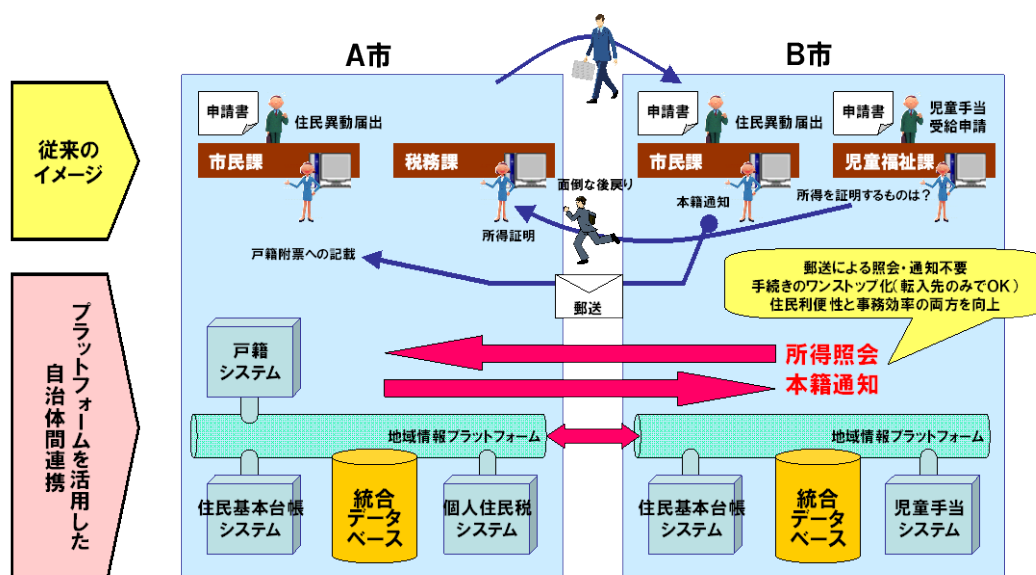 A市
B市
従来の
イメージ
申請書
住民異動届出
市民課
税務課
申請書
住民異動届出
市民課
申請書
児童手当
受給申請
児童福祉課
面倒な後戻り
本籍通知
所得を証明するものは？
所得証明
戸籍附票への記載
郵送
郵送による照会・通知不要
手続きのワンストップ化（転入先のみでOK）
住民利便性と事務効率の両方を向上
プラットフォームを活用した
自治体間連携
戸籍
システム
所得照会
本籍通知
地域情報プラットフォーム
地域情報プラットフォーム
住民基本台帳
システム
統合
データ
ベース
個人住民税
システム
住民基本台帳
システム
統合
データ
ベース
児童手当
システム